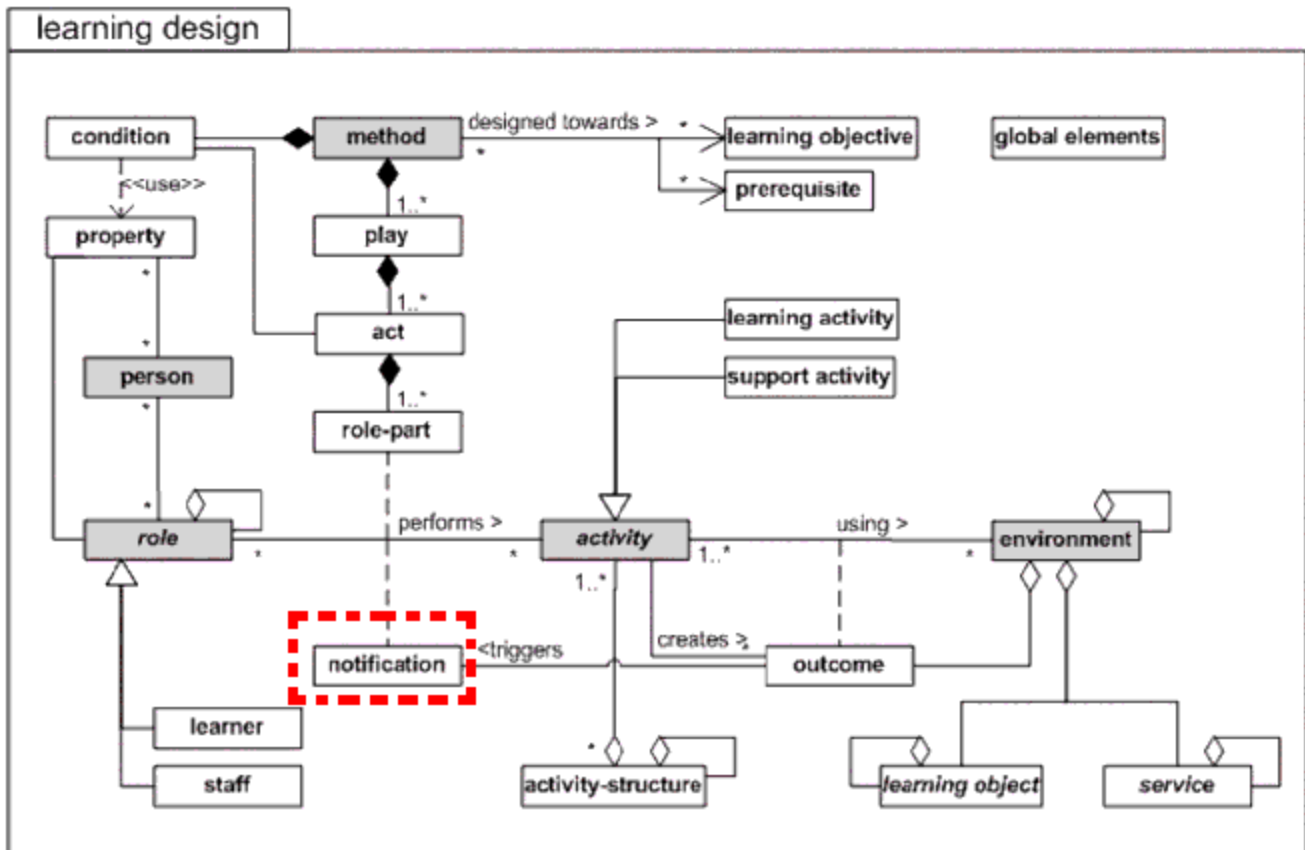 learning design
condition
method
designed towards >
*
*
learning objective
global elements
<<use>>
*
prerequisite
1..*
property
play
*
1..*
learning activity
act
*
support activity
person
*
1..*
role-part
*
performs >
using >
role
activity
environment
*
*
1..*
*
1..*
creates >
*
<triggers
notification
outcome
learner
*
staff
activity-structure
learning object
service